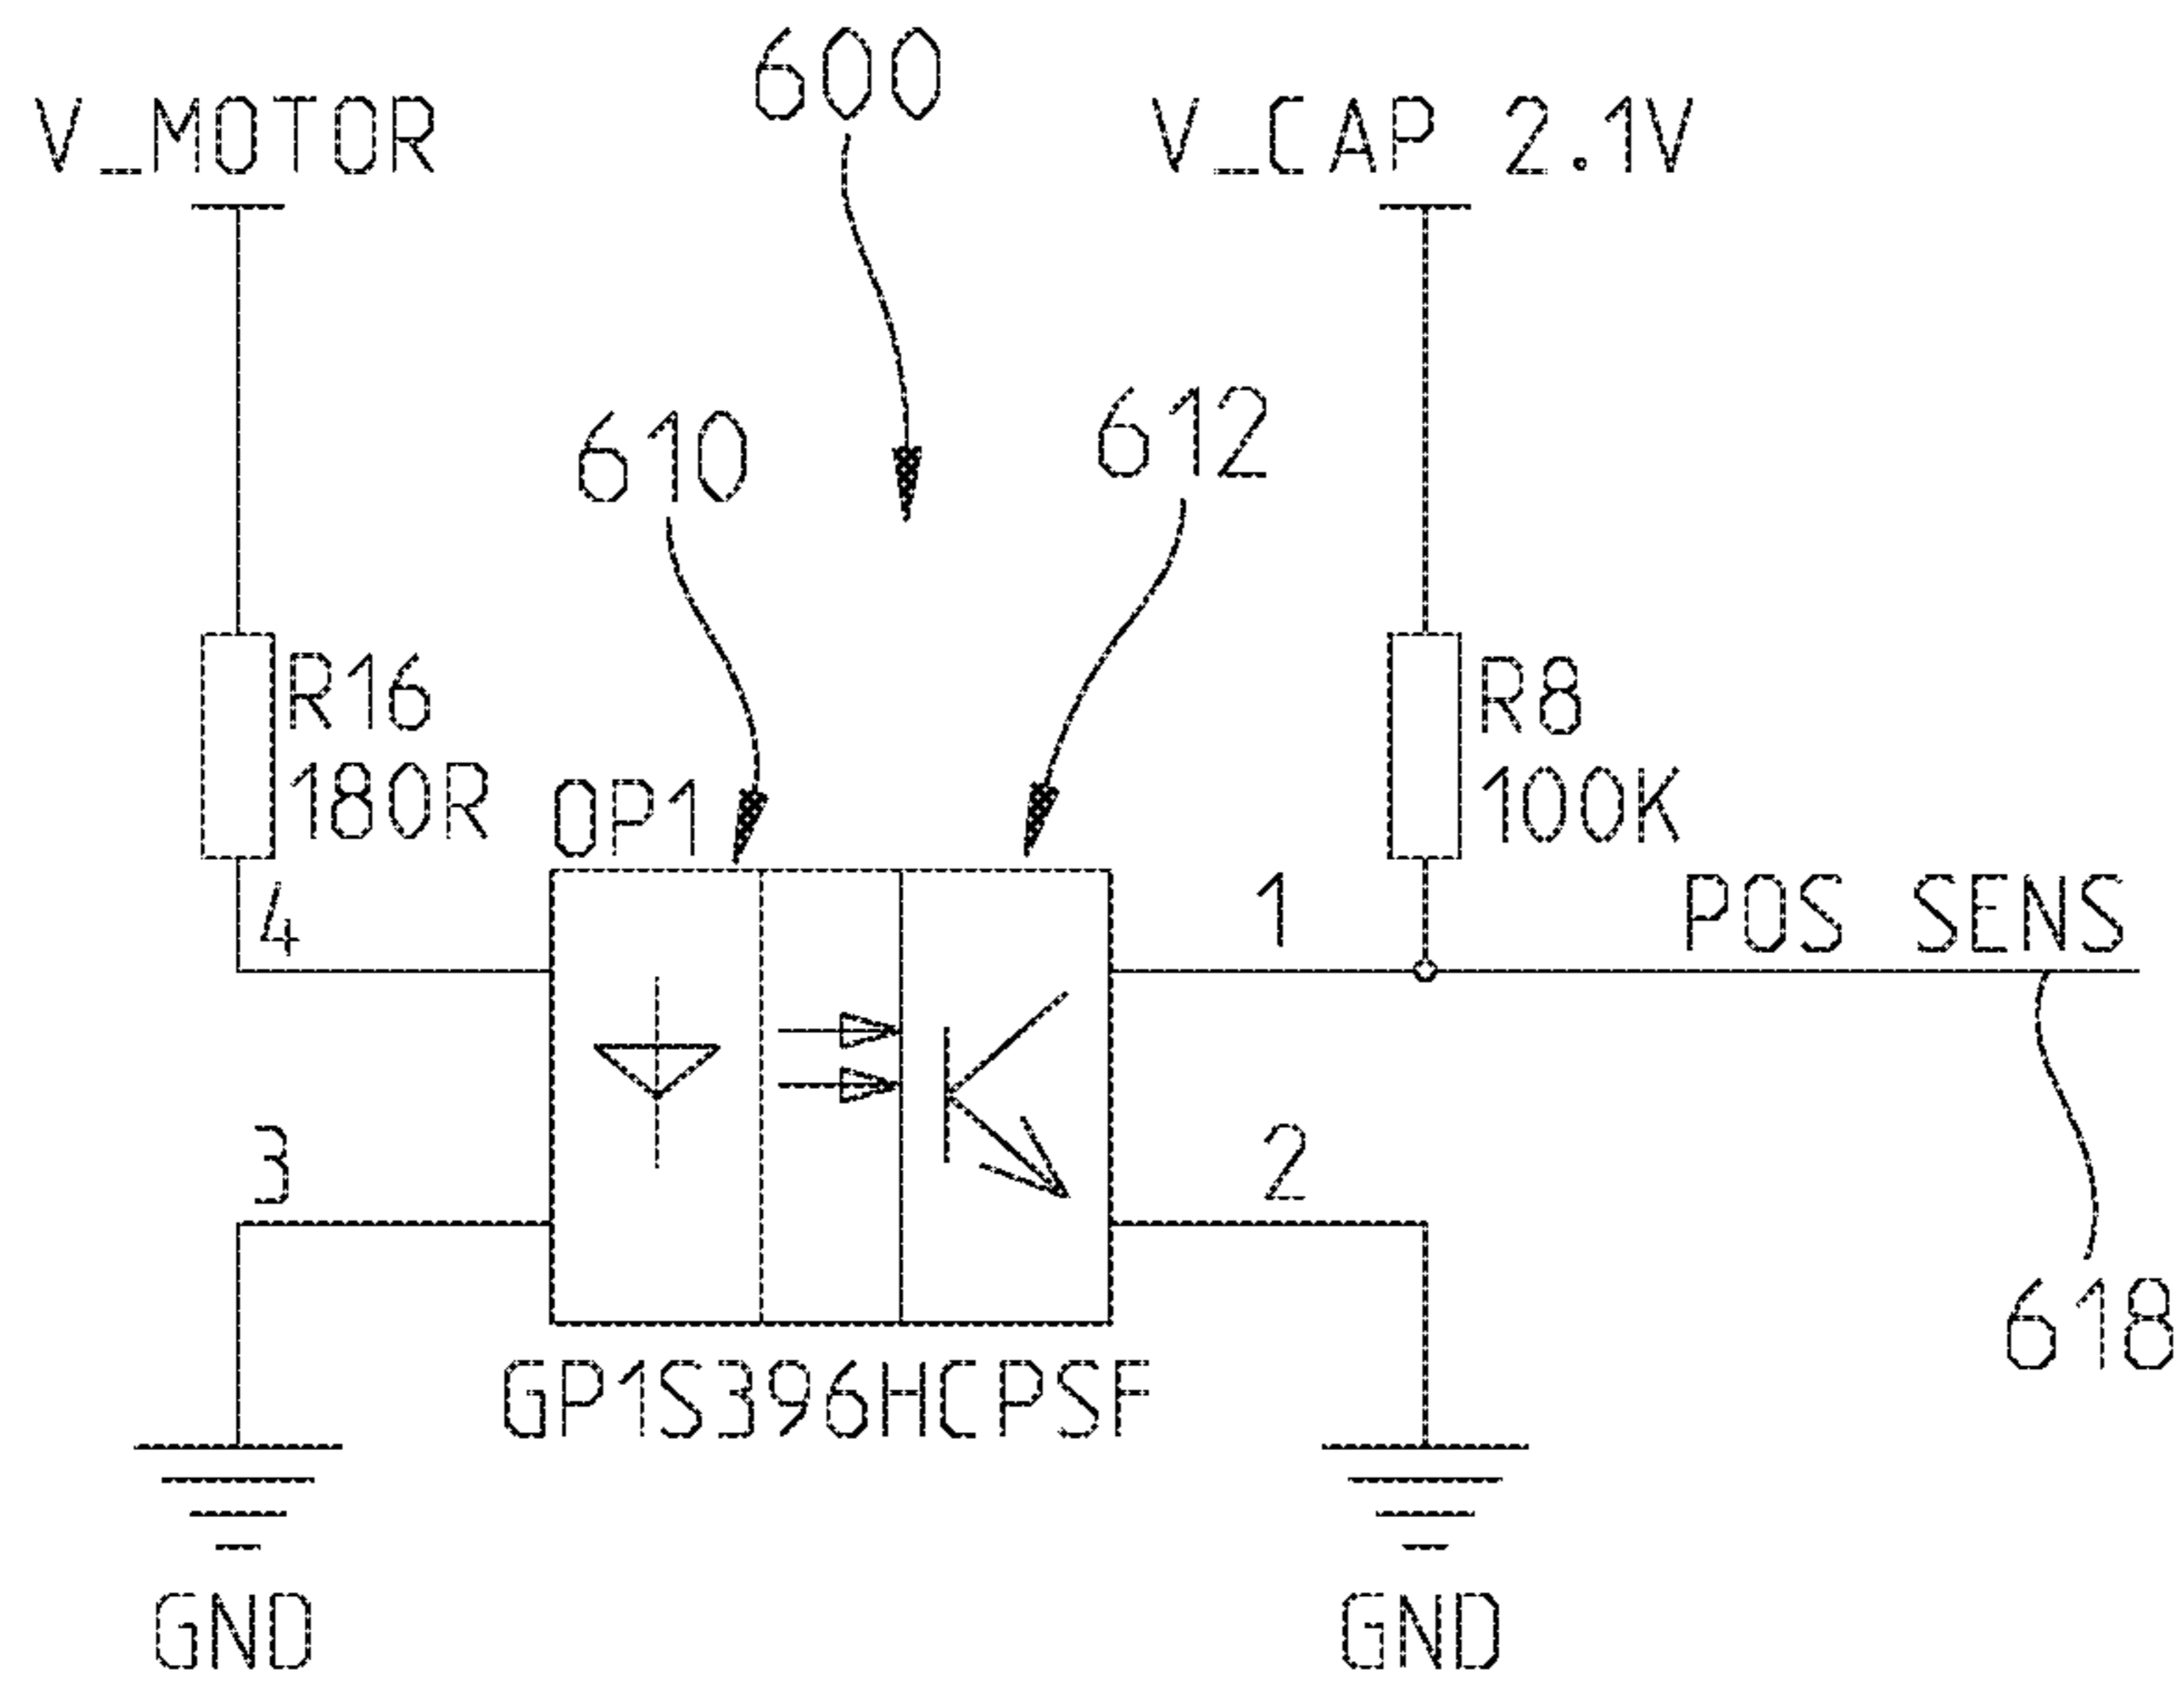 600
V_MOTOR
V_CAP 2.1V
610
612
R16
180R
R8
100K
OP1
4
1
POS SENS
3
2
618
GP1S396HCPSF
GND
GND